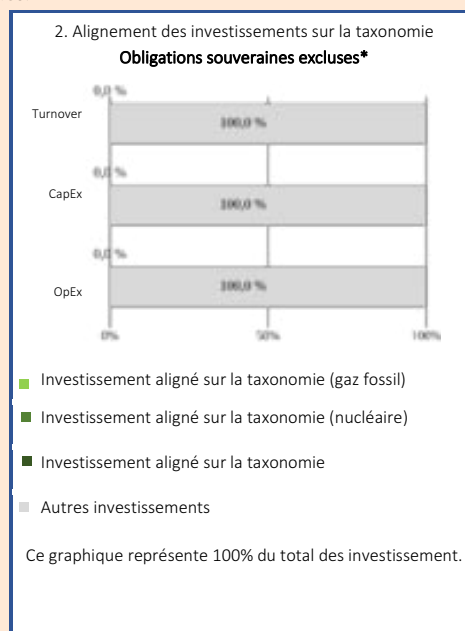 2. Alignement des investissements sur la taxonomie
Obligations souveraines excluses*
0,0 %
Turnover
100,0 %
0,0 %
CapEx
100,0 %
0,0 %
OpEx
100,0 %
0% 50% 100%
Investissement aligné sur la taxonomie (gaz fossil)
Investissement aligné sur la taxonomie (nucléaire)
Investissement aligné sur la taxonomie
Autres investissements
Ce graphique représente 100% du total des investissement.